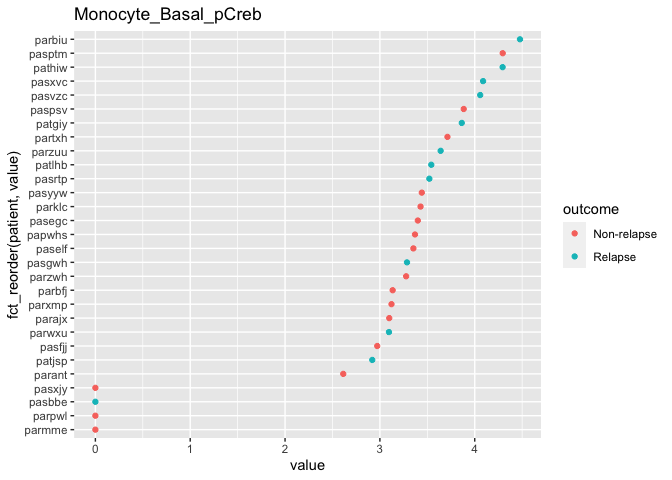 Monocyte_Basal_pCreb
fct_reorder(patient, value)
parbiu
pasptm
pathiw
pasxvc
pasvzc
paspsv
patgiy
partxh
parzuu
patlhb
pasrtp
pasyyw
parklc
pasegc
papwhs
paself
pasgwh
parzwh
parbfj
parxmp
parajx
parwxu
pasfjj
patjsp
parant
pasxjy
pasbbe
parpwl
parmme
0 1 2 3 4
value
outcome
Non-relapse
Relapse